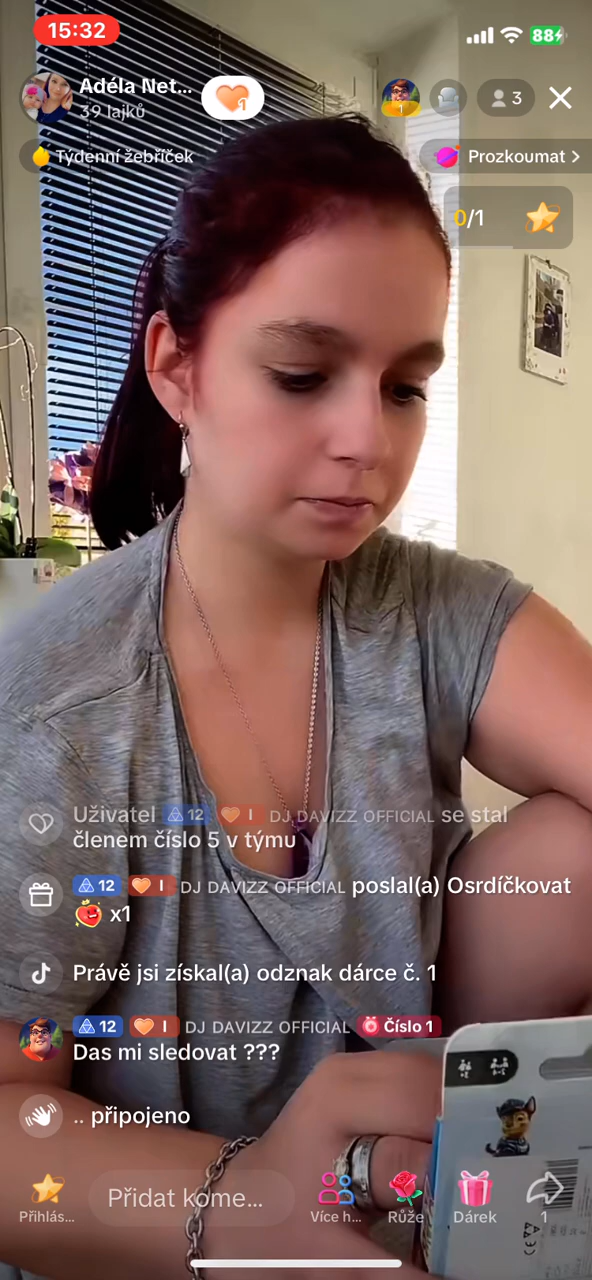 15:32
88
Adéla Net...
1
39 lajků
1
3
Týdenní žebříček
Prozkoumat >
0/1
Uživatel 12 I DJ DAVIZZ OFFICIAL se stal
členem číslo 5 v týmu
12 I DJ DAVIZZ OFFICIAL poslal(a) Osrdíčkovat
x1
Právě jsi získal(a) odznak dárce č. 1
12 I DJ DAVIZZ OFFICIAL Číslo 1
Das mi sledovat ???
.. připojeno
Přidat kome...
Přihlás...
Více h...
Růže
Dárek
1